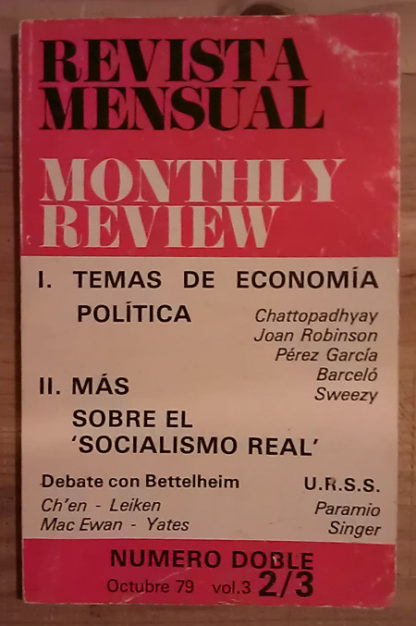 REVISTA
MENSUAL
MONTHLY
REVIEW
I. TEMAS DE ECONOMÍA
POLÍTICA
Chattopadhyay
Joan Robinson
Pérez García
Barceló
Sweezy
II. MÁS
SOBRE EL
'SOCIALISMO REAL'
Debate con Bettelheim
Ch'en - Leiken
Mac Ewan - Yates
U.R.S.S.
Paramio
Singer
NUMERO DOBLE
Octubre 79 vol.3 2/3